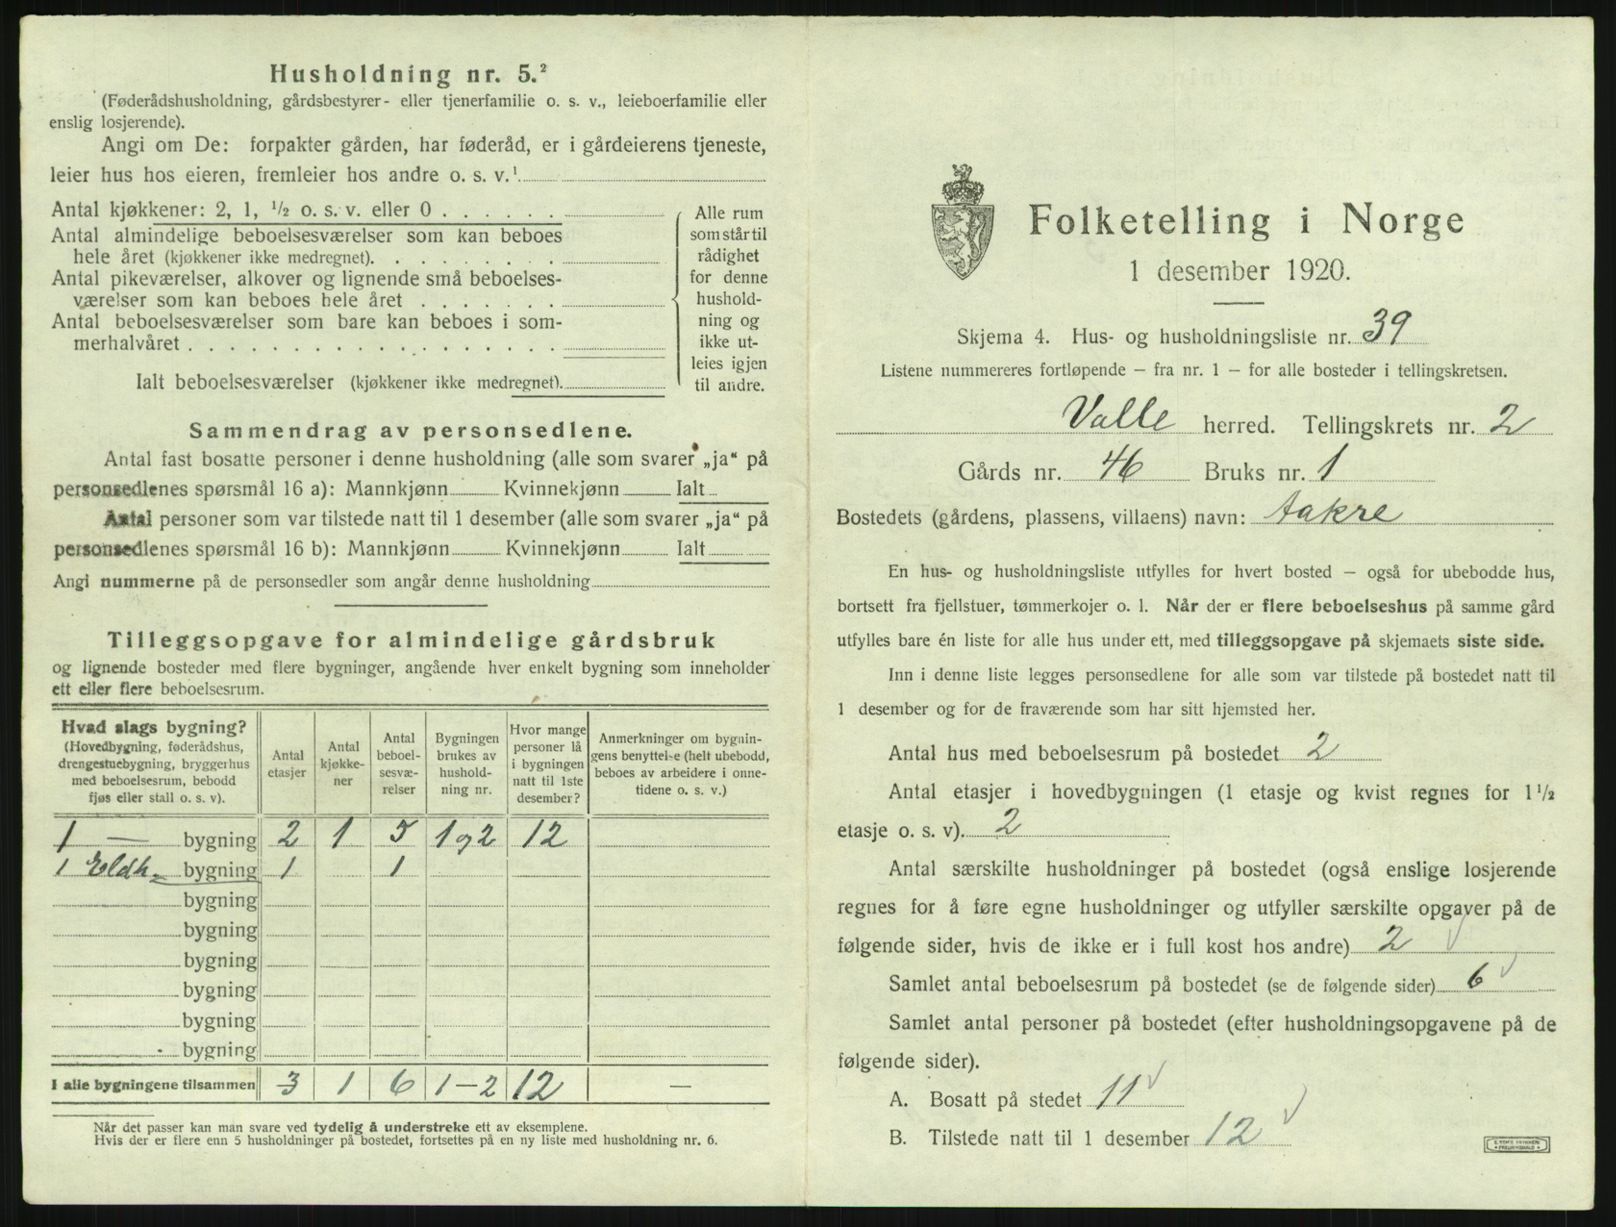 Husholdning nr. 5.²
(Føderådshusholdning, gårdsbestyrer- eller tjenerfamilie o. s. v., leieboerfamilie eller
enslig losjerende).
Angi om De: forpakter gården, har føderåd, er i gårdeierens tjeneste,
leier hus hos eieren, fremleier hos andre o. s. v.¹
Antal kjøkkener: 2, 1, ½ o. s. v. eller 0 . . . . . .
Antal almindelige beboelsesværelser som kan beboes
hele året (kjøkkener ikke medregnet). . . . . . . . .
Antal pikeværelser, alkover og lignende små beboelses-
værelser som kan beboes hele året . . . . . . .
Antal beboelsesværelser som bare kan beboes i som-
merhalvåret . . . . . . . . . . . . . . . . . .
Ialt beboelsesværelser (kjøkkener ikke medregnet).
Alle rum
som står til
rådighet
for denne
hushold-
ning og
ikke ut-
leies igjen
til andre.
Sammendrag av personsedlene.
Antal fast bosatte personer i denne husholdning (alle som svarer „ja“ på
personsedlenes spørsmål 16 a): Mannkjønn Kvinnekjønn Ialt
Antal personer som var tilstede natt til 1 desember (alle som svarer „ja“ på
personsedlenes spørsmål 16 b): Mannkjønn Kvinnekjønn Ialt
Angi nummerne på de personsedler som angår denne husholdning
Tilleggsopgave for almindelige gårdsbruk
og lignende bosteder med flere bygninger, angående hver enkelt bygning som inneholder
ett eller flere beboelsesrum.
Hvad slags bygning?
(Hovedbygning, føderådshus,
drengestuebygning, bryggerhus
med beboelsesrum, bebodd
fjøs eller stall o. s. v).
Antal
etasjer
Antal
kjøkke-
ner
Antal
beboel-
sesvæ-
relser
Bygningen
brukes av
hushold-
ning nr.
Hvor mange
personer lå
i bygningen
natt til 1ste
desember?
Anmerkninger om bygnin-
gens benyttelse (helt ubebodd,
beboes av arbeidere i onne-
tidene o. s. v.)
1 — bygning 2 1 5 1 og 2 12
1 Eldh. bygning 1 1
bygning
bygning
bygning
bygning
bygning
bygning
I alle bygningene tilsammen 3 1 6 1-2 12 —
Når det passer kan man svare ved tydelig å understreke ett av eksemplene.
Hvis der er flere enn 5 husholdninger på bostedet, fortsettes på en ny liste med husholdning nr. 6.
Folketelling i Norge
1 desember 1920.
Skjema 4. Hus- og husholdningsliste nr. 39
Listene nummereres fortløpende – fra nr. 1 – for alle bosteder i tellingskretsen.
Valle herred. Tellingskrets nr. 2
Gårds nr. 46 Bruks nr. 1
Bostedets (gårdens, plassens, villaens) navn: Aakre
En hus- og husholdningsliste utfylles for hvert bosted – også for ubebodde hus,
bortsett fra fjellstuer, tømmerkojer o. l. Når der er flere beboelseshus på samme gård
utfylles bare én liste for alle hus under ett, med tilleggsopgave på skjemaets siste side.
Inn i denne liste legges personsedlene for alle som var tilstede på bostedet natt til
1 desember og for de fraværende som har sitt hjemsted her.
Antal hus med beboelsesrum på bostedet 2
Antal etasjer i hovedbygningen (1 etasje og kvist regnes for 1½
etasje o. s. v). 2
Antal særskilte husholdninger på bostedet (også enslige losjerende
regnes for å føre egne husholdninger og utfyller særskilte opgaver på de
følgende sider, hvis de ikke er i full kost hos andre) 2 ✓
Samlet antal beboelsesrum på bostedet (se de følgende sider) 6 ✓
Samlet antal personer på bostedet (efter husholdningsopgavene på de
følgende sider).
A. Bosatt på stedet 11 ✓
B. Tilstede natt til 1 desember 12 ✓